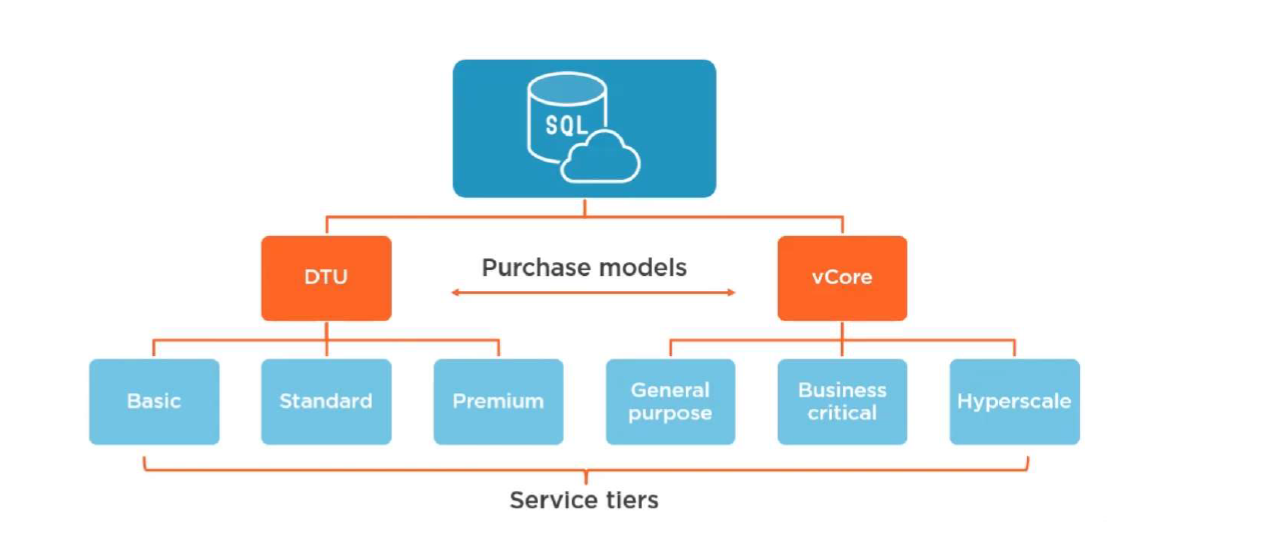 SQL
DTU
Purchase models
vCore
Basic
Standard
Premium
General
purpose
Business
critical
Hyperscale
Service tiers